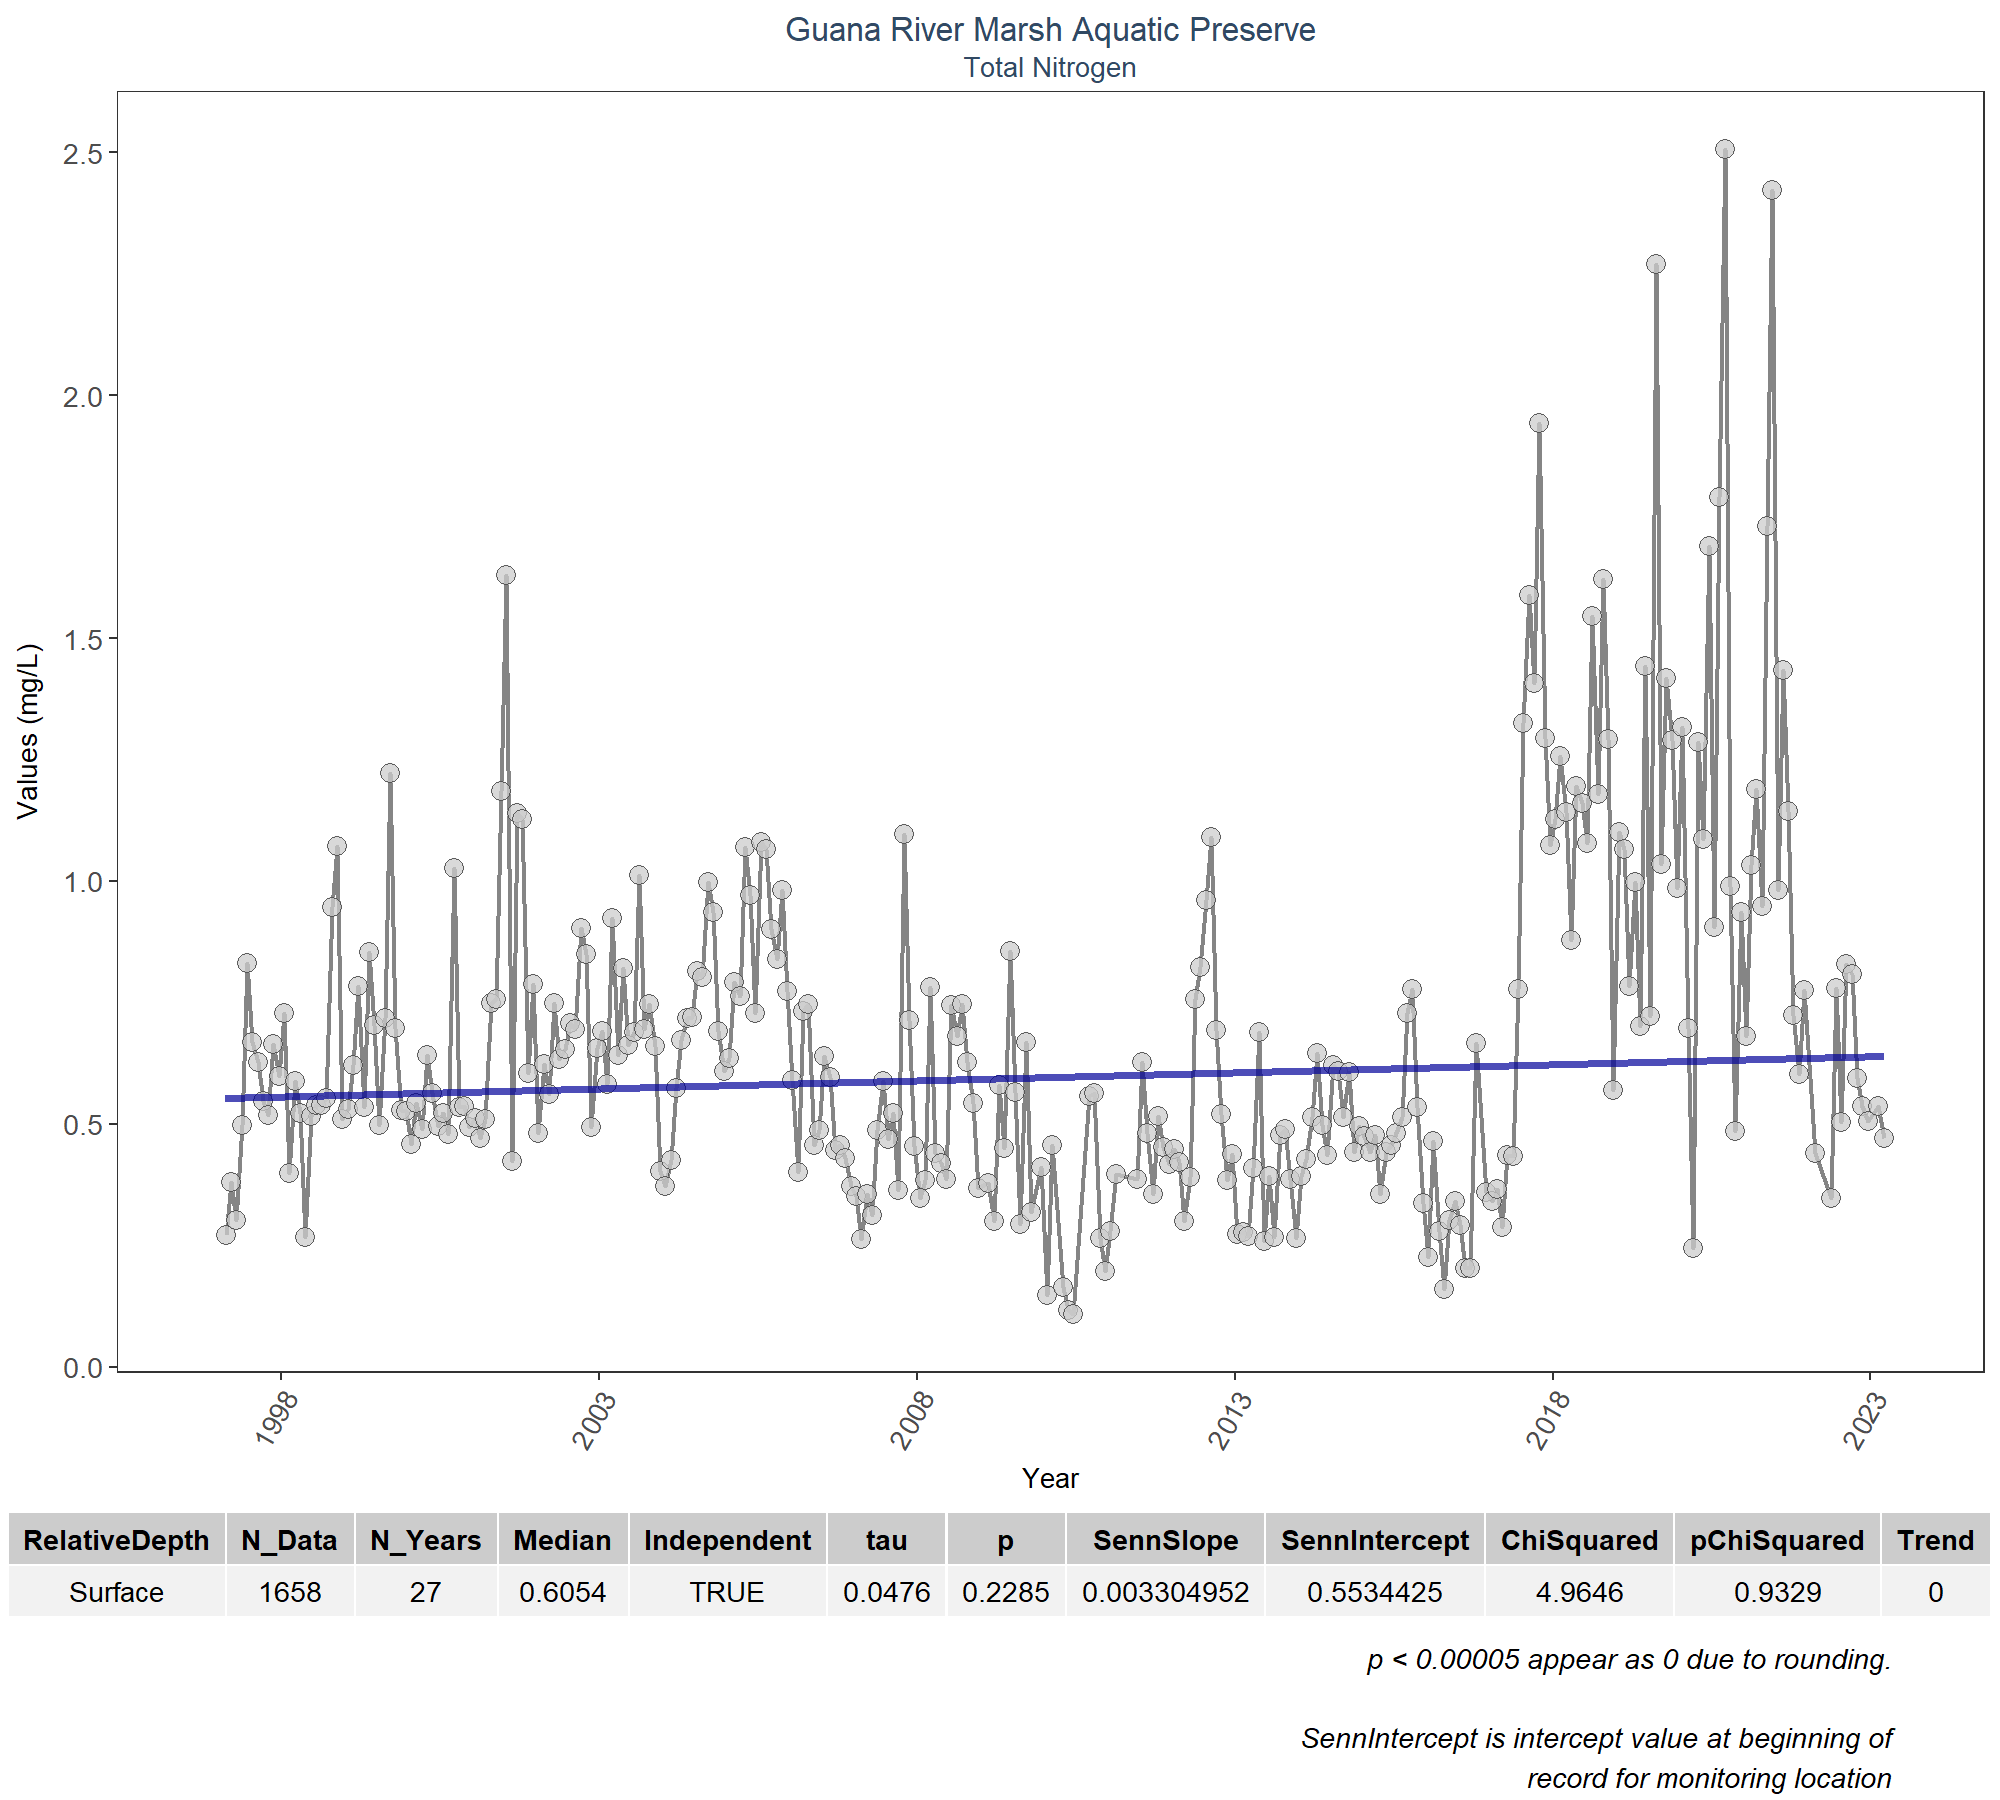 Guana River Marsh Aquatic Preserve
Total Nitrogen
Values (mg/L)
2.5
2.0
1.5
1.0
0.5
0.0
1998 2003 2008 2013 2018 2023
Year
RelativeDepth N_Data N_Years Median Independent tau p SennSlope SennIntercept ChiSquared pChiSquared Trend
Surface 1658 27 0.6054 TRUE 0.0476 0.2285 0.003304952 0.5534425 4.9646 0.9329 0
p < 0.00005 appear as 0 due to rounding.
SennIntercept is intercept value at beginning of
record for monitoring location